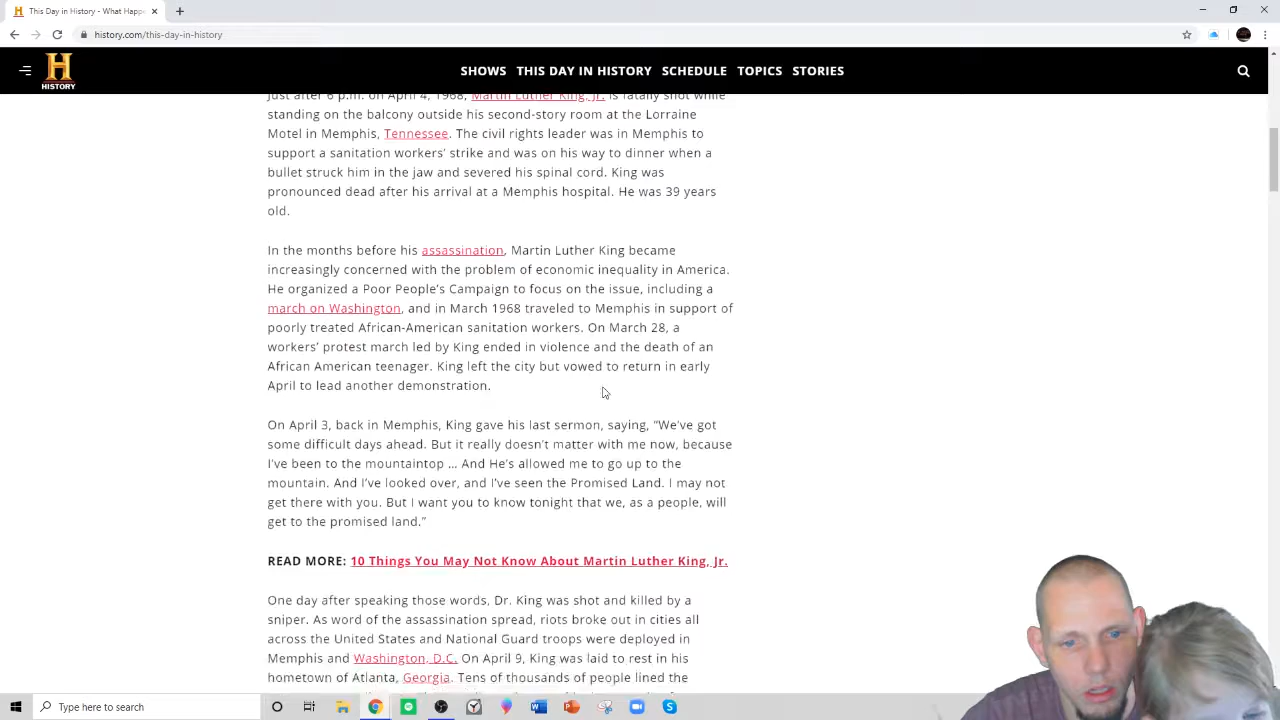 This Day in History - What Happ
history.com/this-day-in-history
H
HISTORY
SHOWS THIS DAY IN HISTORY SCHEDULE TOPICS STORIES
just after 6 p.m. on April 4, 1968, Martin Luther King, Jr. is fatally shot while
standing on the balcony outside his second-story room at the Lorraine
Motel in Memphis, Tennessee. The civil rights leader was in Memphis to
support a sanitation workers’ strike and was on his way to dinner when a
bullet struck him in the jaw and severed his spinal cord. King was
pronounced dead after his arrival at a Memphis hospital. He was 39 years
old.
In the months before his assassination, Martin Luther King became
increasingly concerned with the problem of economic inequality in America.
He organized a Poor People’s Campaign to focus on the issue, including a
march on Washington, and in March 1968 traveled to Memphis in support of
poorly treated African-American sanitation workers. On March 28, a
workers’ protest march led by King ended in violence and the death of an
African American teenager. King left the city but vowed to return in early
April to lead another demonstration.
On April 3, back in Memphis, King gave his last sermon, saying, “We’ve got
some difficult days ahead. But it really doesn’t matter with me now, because
I’ve been to the mountaintop … And He’s allowed me to go up to the
mountain. And I’ve looked over, and I’ve seen the Promised Land. I may not
get there with you. But I want you to know tonight that we, as a people, will
get to the promised land.”
READ MORE: 10 Things You May Not Know About Martin Luther King, Jr.
One day after speaking those words, Dr. King was shot and killed by a
sniper. As word of the assassination spread, riots broke out in cities all
across the United States and National Guard troops were deployed in
Memphis and Washington, D.C. On April 9, King was laid to rest in his
hometown of Atlanta, Georgia. Tens of thousands of people lined the
Type here to search